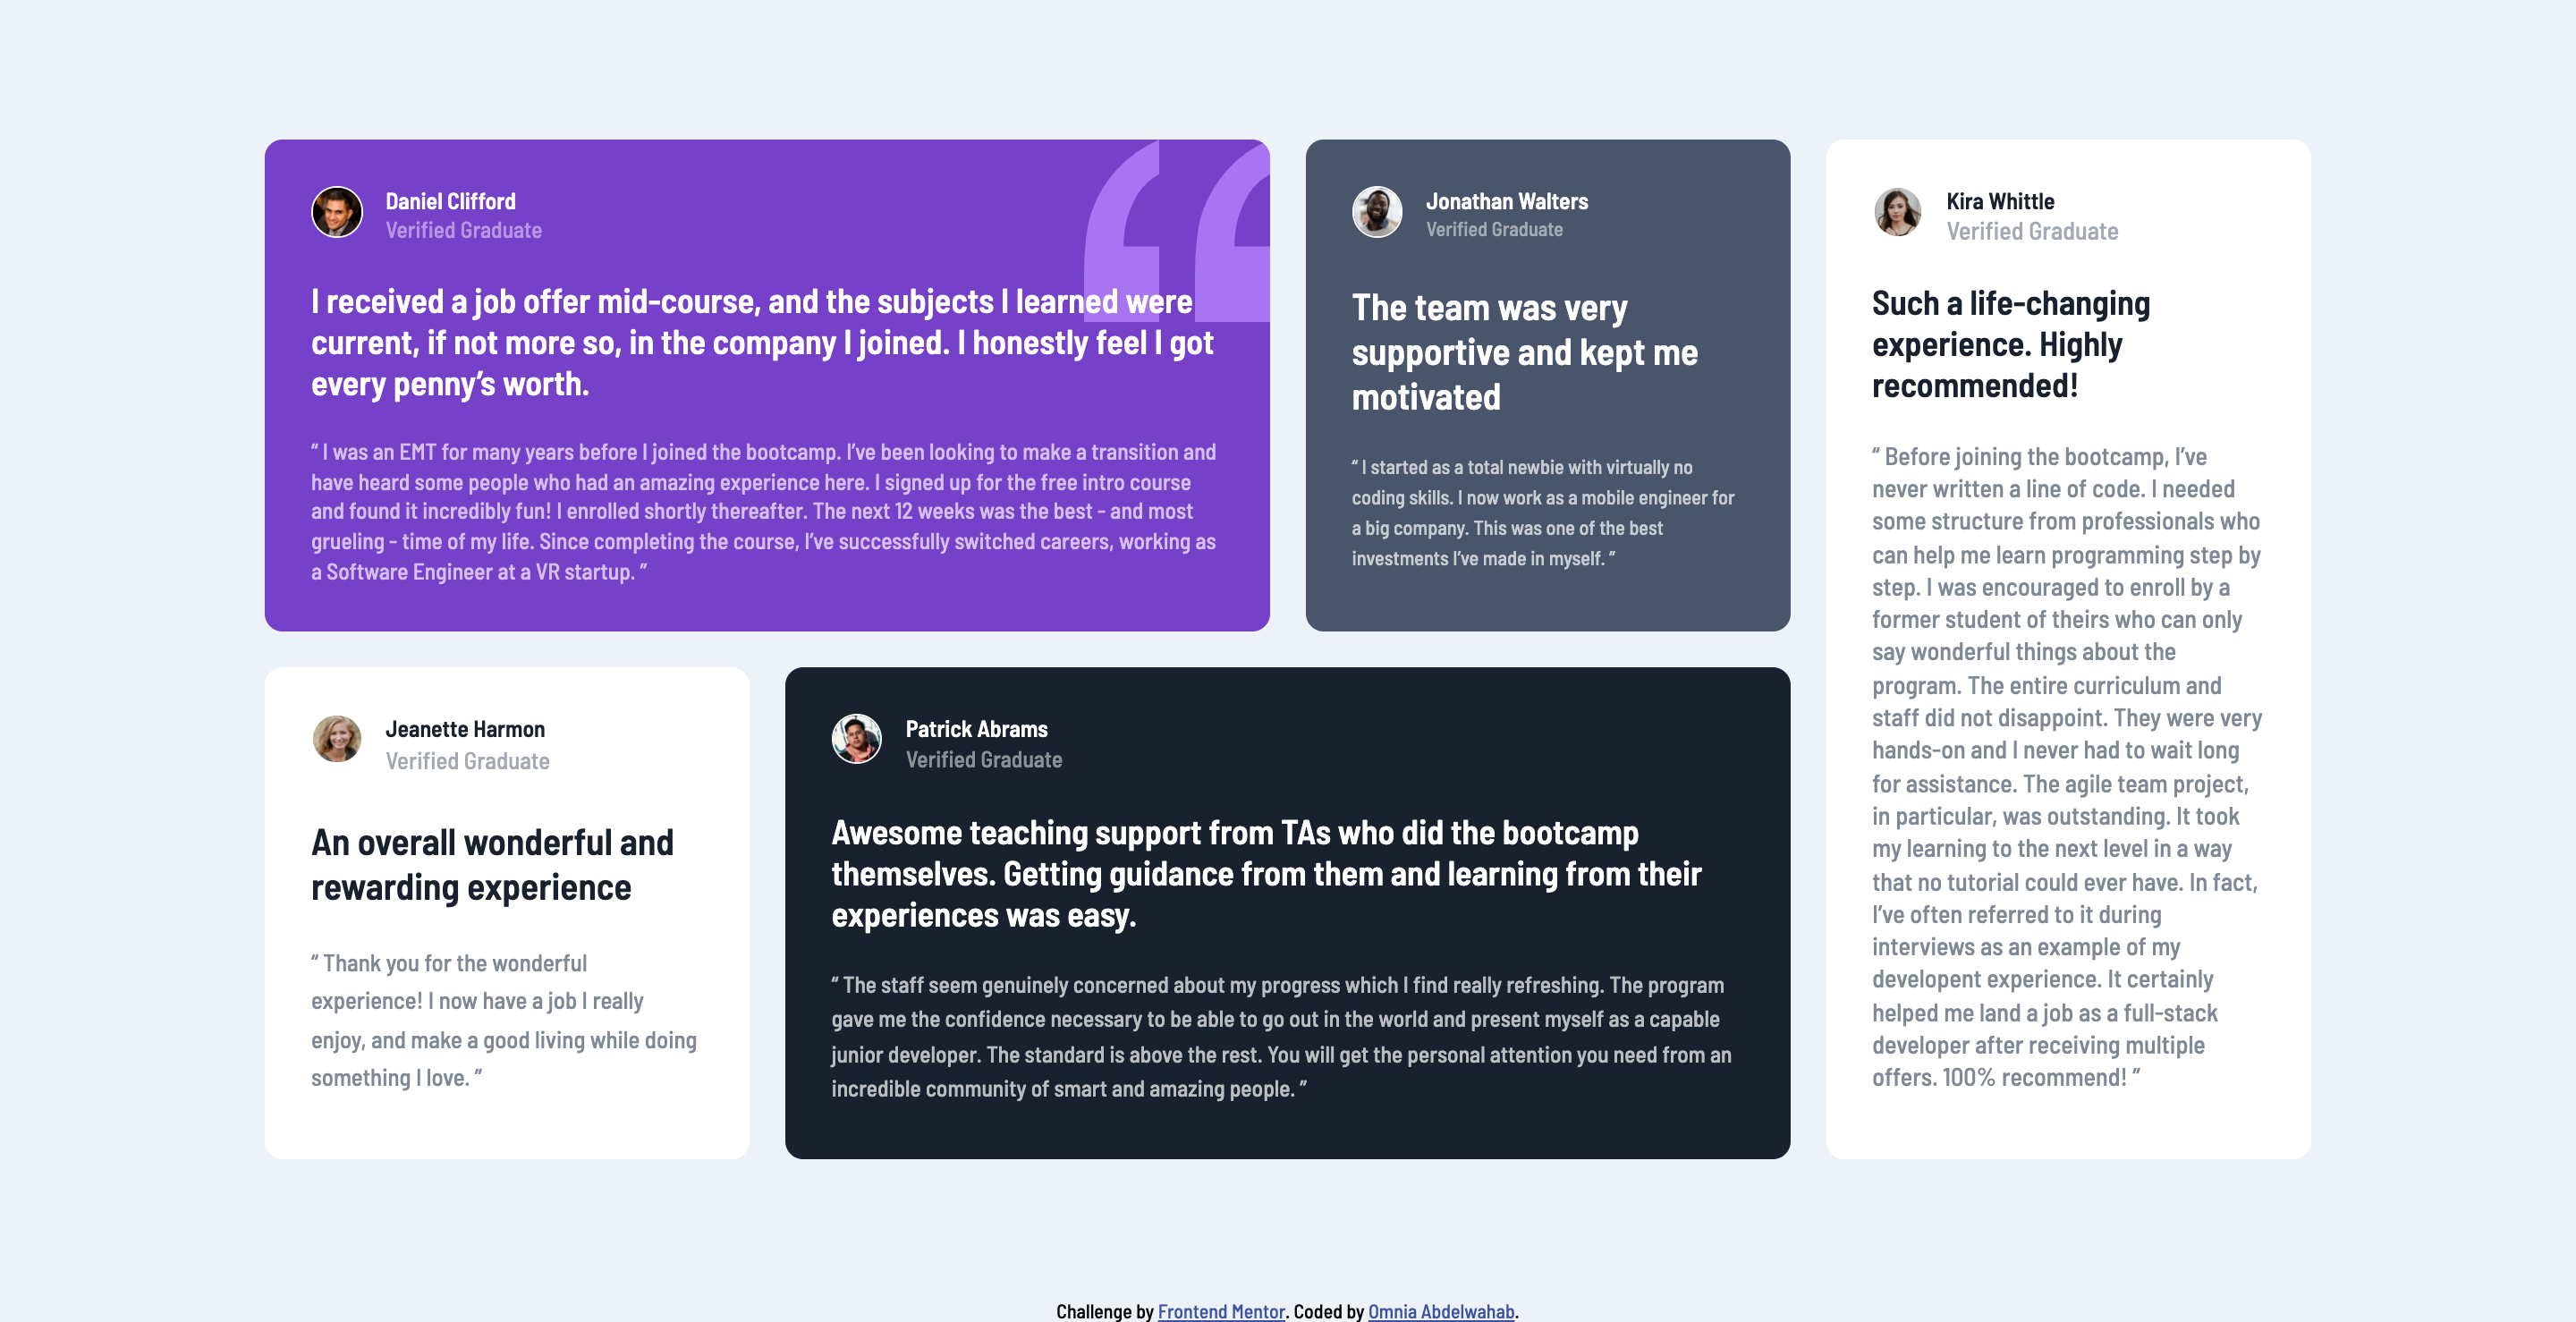 Daniel Clifford
Verified Graduate
I received a job offer mid-course, and the subjects I learned were
current, if not more so, in the company I joined. I honestly feel I got
every penny’s worth.
“ I was an EMT for many years before I joined the bootcamp. I’ve been looking to make a transition and
have heard some people who had an amazing experience here. I signed up for the free intro course
and found it incredibly fun! I enrolled shortly thereafter. The next 12 weeks was the best - and most
grueling - time of my life. Since completing the course, I’ve successfully switched careers, working as
a Software Engineer at a VR startup. ”
Jonathan Walters
Verified Graduate
The team was very
supportive and kept me
motivated
“ I started as a total newbie with virtually no
coding skills. I now work as a mobile engineer for
a big company. This was one of the best
investments I’ve made in myself. ”
Kira Whittle
Verified Graduate
Such a life-changing
experience. Highly
recommended!
“ Before joining the bootcamp, I’ve
never written a line of code. I needed
some structure from professionals who
can help me learn programming step by
step. I was encouraged to enroll by a
former student of theirs who can only
say wonderful things about the
program. The entire curriculum and
staff did not disappoint. They were very
hands-on and I never had to wait long
for assistance. The agile team project,
in particular, was outstanding. It took
my learning to the next level in a way
that no tutorial could ever have. In fact,
I’ve often referred to it during
interviews as an example of my
developent experience. It certainly
helped me land a job as a full-stack
developer after receiving multiple
offers. 100% recommend! ”
Jeanette Harmon
Verified Graduate
An overall wonderful and
rewarding experience
“ Thank you for the wonderful
experience! I now have a job I really
enjoy, and make a good living while doing
something I love. ”
Patrick Abrams
Verified Graduate
Awesome teaching support from TAs who did the bootcamp
themselves. Getting guidance from them and learning from their
experiences was easy.
“ The staff seem genuinely concerned about my progress which I find really refreshing. The program
gave me the confidence necessary to be able to go out in the world and present myself as a capable
junior developer. The standard is above the rest. You will get the personal attention you need from an
incredible community of smart and amazing people. ”
Challenge by Frontend Mentor. Coded by Omnia Abdelwahab.